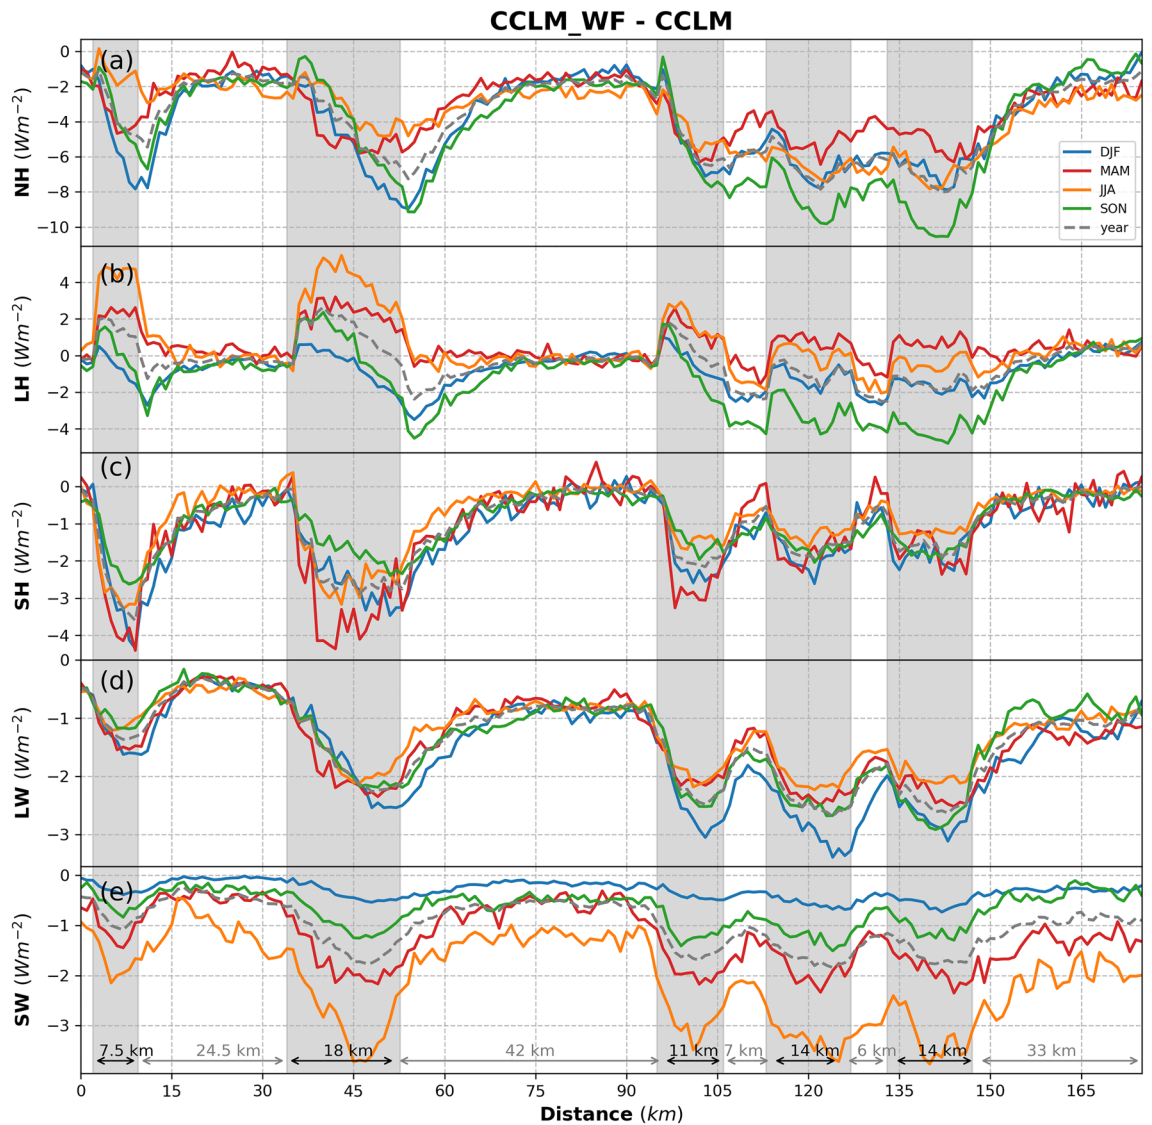 CCLM_WF - CCLM
(a)
NH (Wm−2)
0
−2
−4
−6
−8
−10
DJF
MAM
JJA
SON
year
(b)
LH (Wm−2)
4
2
0
−2
−4
(c)
SH (Wm−2)
0
−1
−2
−3
−4
(d)
LW (Wm−2)
0
−1
−2
−3
(e)
SW (Wm−2)
0
−1
−2
−3
7.5 km 24.5 km 18 km 42 km 11 km 7 km 14 km 6 km 14 km 33 km
0 15 30 45 60 75 90 105 120 135 150 165
Distance (km)